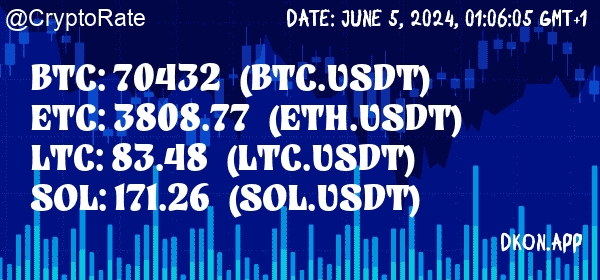 @CryptoRate
DATE: JUNE 5, 2024, 01:06:05 GMT+1
BTC: 70432 (BTC.USDT)
ETC: 3808.77 (ETH.USDT)
LTC: 83.48 (LTC.USDT)
SOL: 171.26 (SOL.USDT)
DKON.APP